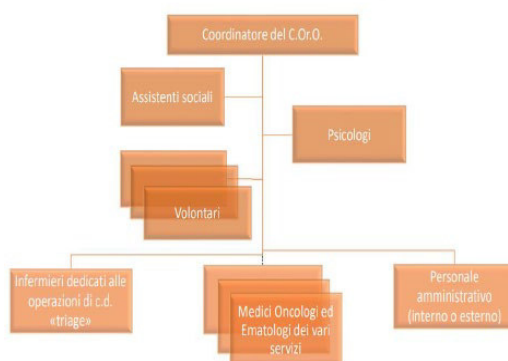 Coordinatore del C.Or.O.
Assistenti sociali
Psicologi
Volontari
Infermieri dedicati alle
operazioni di c.d.
«triage»
Medici Oncologi ed
Ematologi dei vari
servizi
Personale
amministrativo
(interno o esterno)